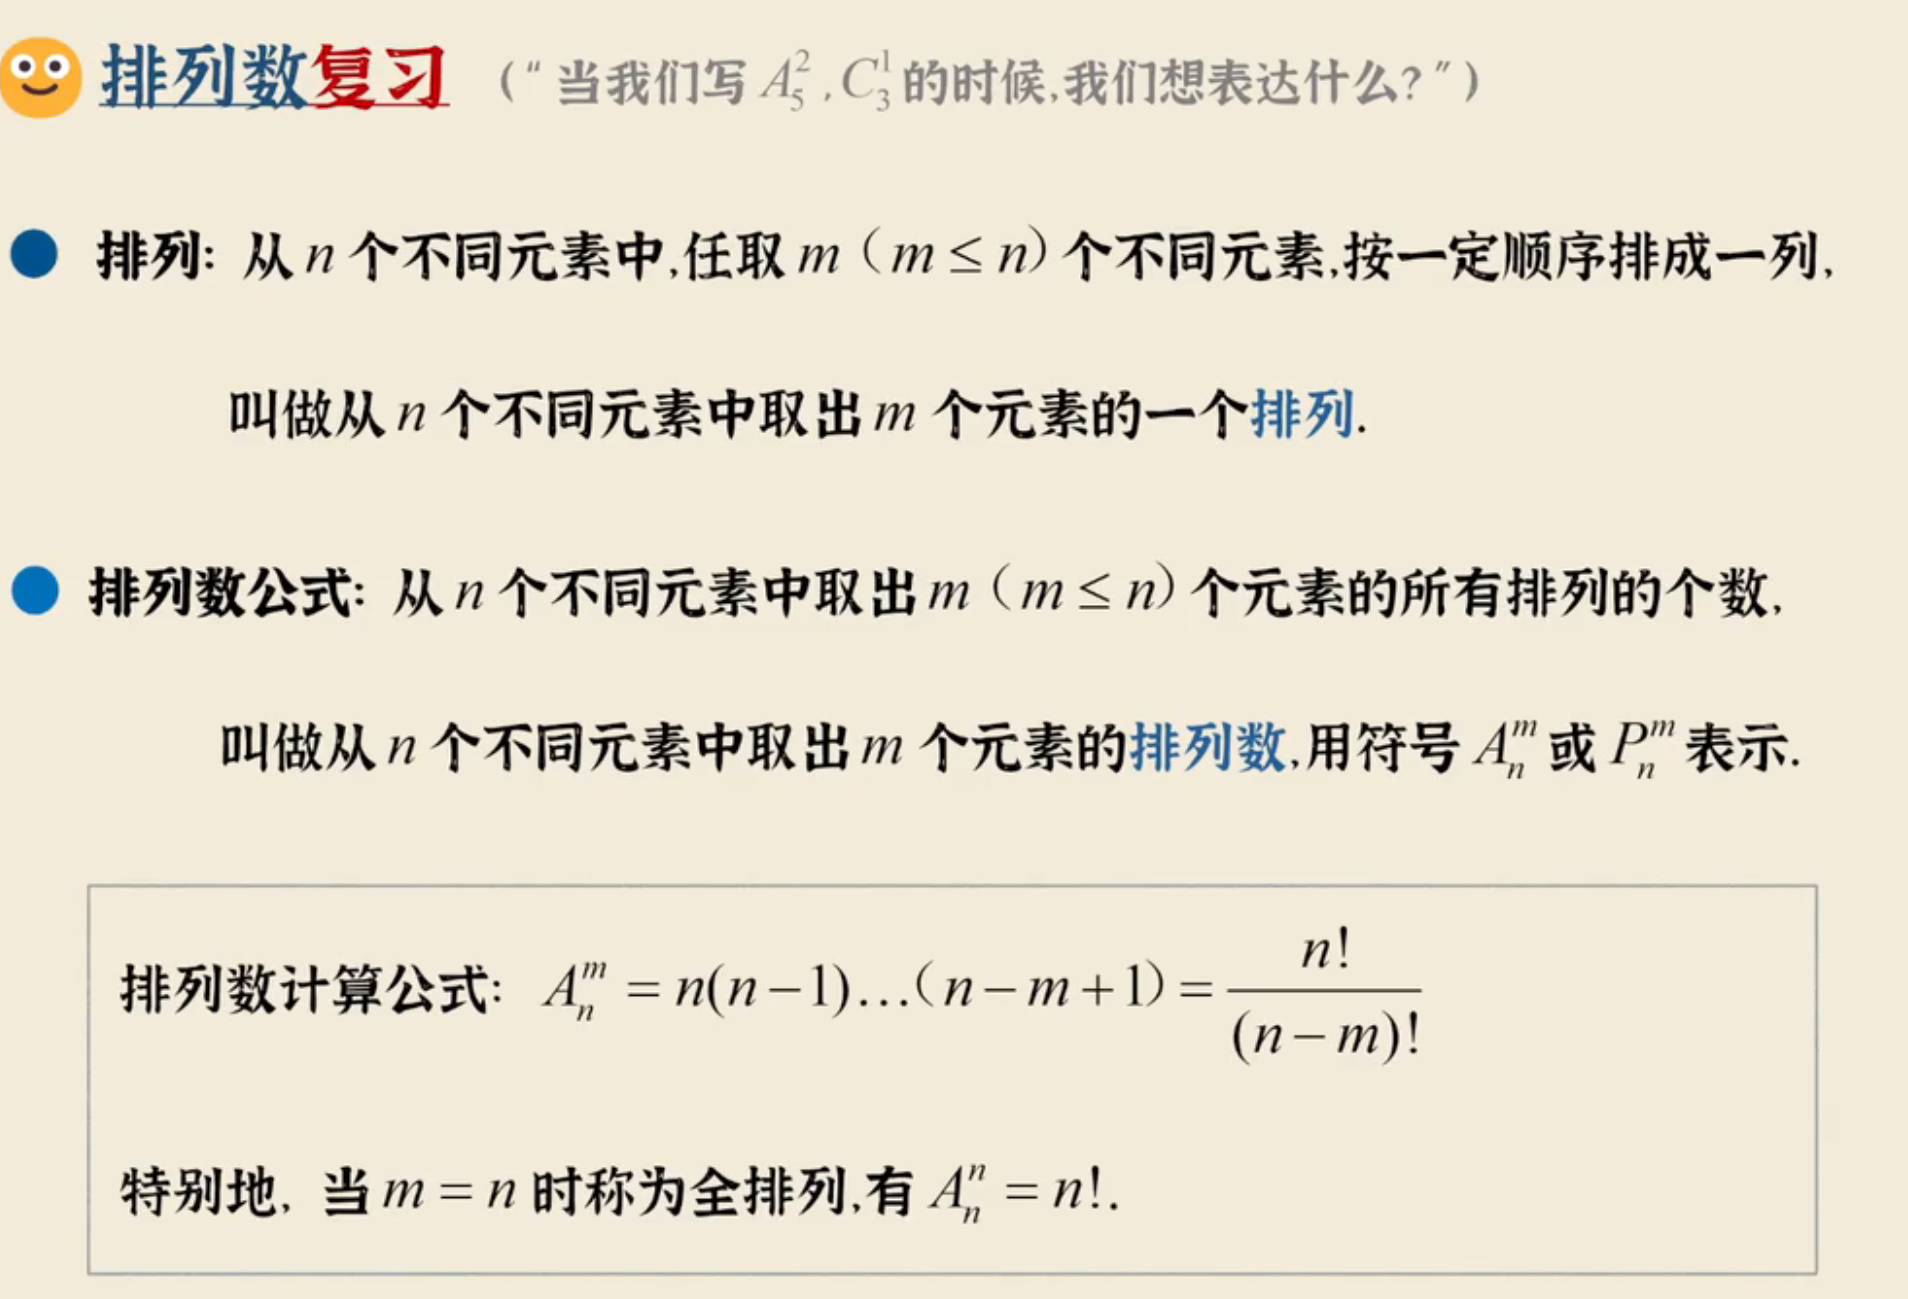 排列数复习（“当我们写 $A_5^2$ , $C_3^1$ 的时候,我们想表达什么?”）
排列: 从 $n$ 个不同元素中,任取 $m$（$m \leq n$）个不同元素,按一定顺序排成一列,
叫做从 $n$ 个不同元素中取出 $m$ 个元素的一个排列.
排列数公式: 从 $n$ 个不同元素中取出 $m$（$m \leq n$）个元素的所有排列的个数,
叫做从 $n$ 个不同元素中取出 $m$ 个元素的排列数,用符号 $A_n^m$ 或 $P_n^m$ 表示.
排列数计算公式: $A_n^m = n(n-1)\ldots(n-m+1) = \frac{n!}{(n-m)!}$
特别地, 当 $m = n$ 时称为全排列,有 $A_n^n = n!$.